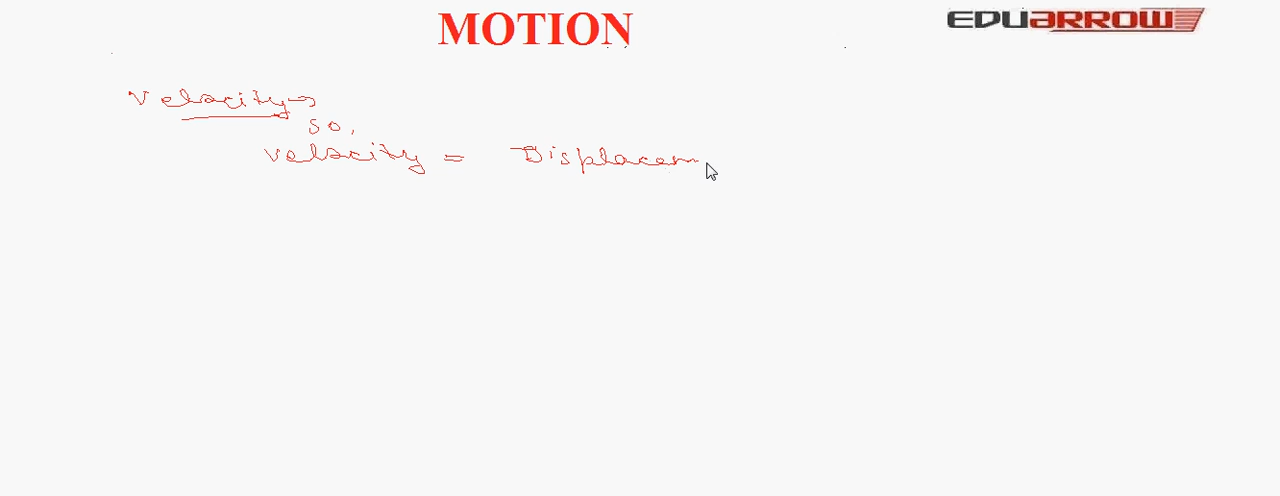 MOTION
EDUARROW
Velocity →
So,
Velocity = Displacem